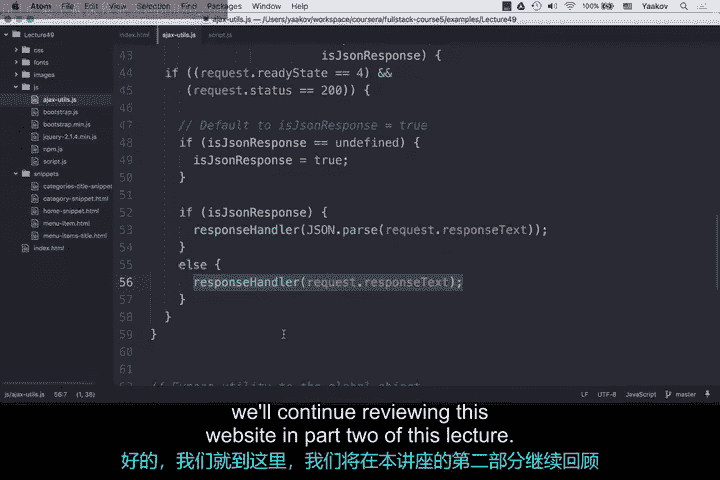 Atom File Edit View Selection Find Packages Window Help
100% Yaakov
ajax-utils.js — /Users/yaakov/workspace/coursera/fullstack-course5/examples/Lecture49
Lecture49
css
fonts
images
js
ajax-utils.js
bootstrap.js
bootstrap.min.js
jquery-2.1.4.min.js
npm.js
script.js
snippets
categories-title-snippet
category-snippet.html
home-snippet.html
menu-item.html
menu-items-title.html
index.html
index.html ajax-utils.js script.js
43 isJsonResponse) {
44 if ((request.readyState == 4) &&
45 (request.status == 200)) {
46
47 // Default to isJsonResponse = true
48 if (isJsonResponse == undefined) {
49 isJsonResponse = true;
50 }
51
52 if (isJsonResponse) {
53 responseHandler(JSON.parse(request.responseText));
54 }
55 else {
56 responseHandler(request.responseText);
57 }
58 }
59 }
60
61
js/ajax-utils.js 56:7 (1, 38) LF UTF-8 JavaScript master
we'll continue reviewing this
website in part two of this lecture.
好的，我们就到这里，我们将在本讲座的第二部分继续回顾